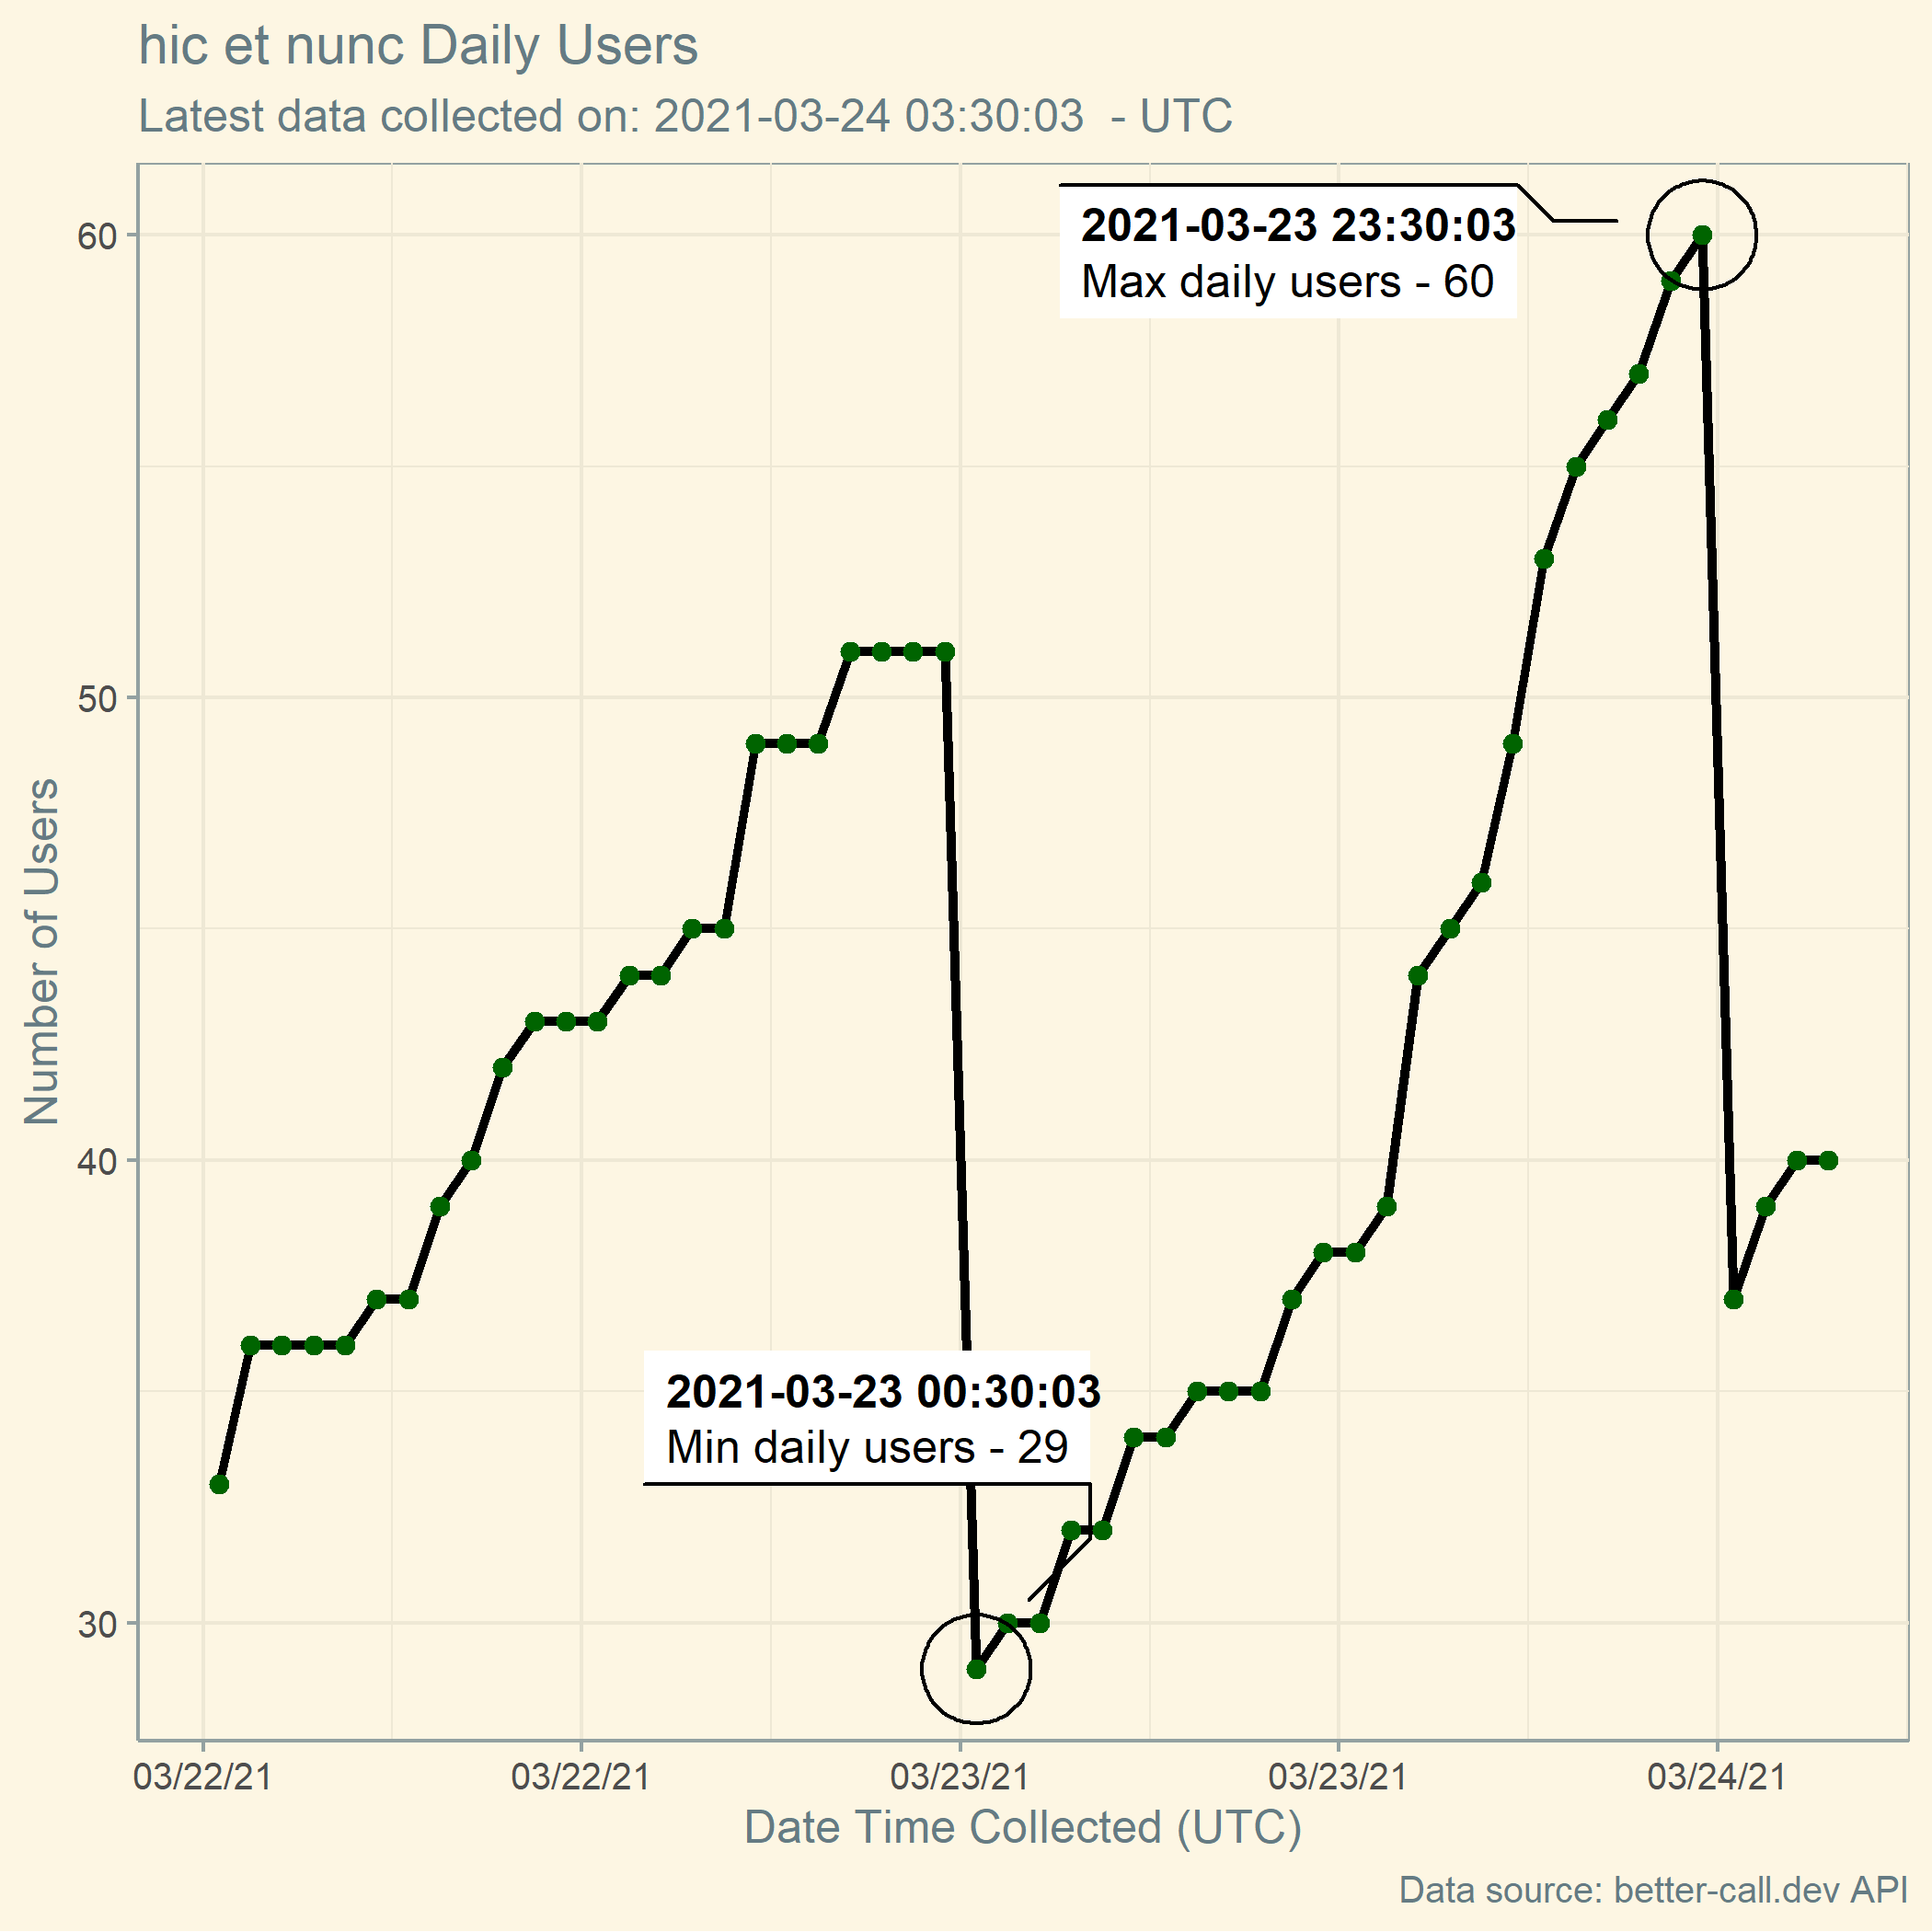 hic et nunc Daily Users
Latest data collected on: 2021-03-24 03:30:03  - UTC
2021-03-23 23:30:03
Max daily users - 60
60
50
Number of Users
40
2021-03-23 00:30:03
Min daily users - 29
30
03/22/21 03/22/21 03/23/21 03/23/21 03/24/21
Date Time Collected (UTC)
Data source: better-call.dev API